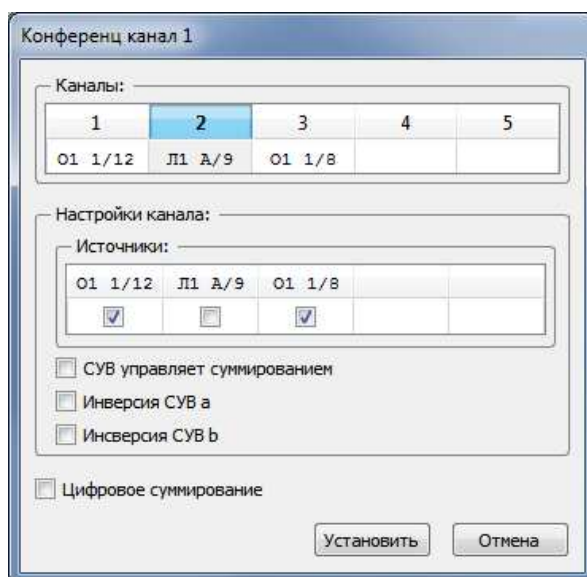 Конференц канал 1
Каналы:
1 2 3 4 5
О1 1/12 Л1 А/9 О1 1/8
Настройки канала:
Источники:
О1 1/12 Л1 А/9 О1 1/8
СУВ управляет суммированием
Инверсия СУВ a
Инсверсия СУВ b
Цифровое суммирование
Установить Отмена